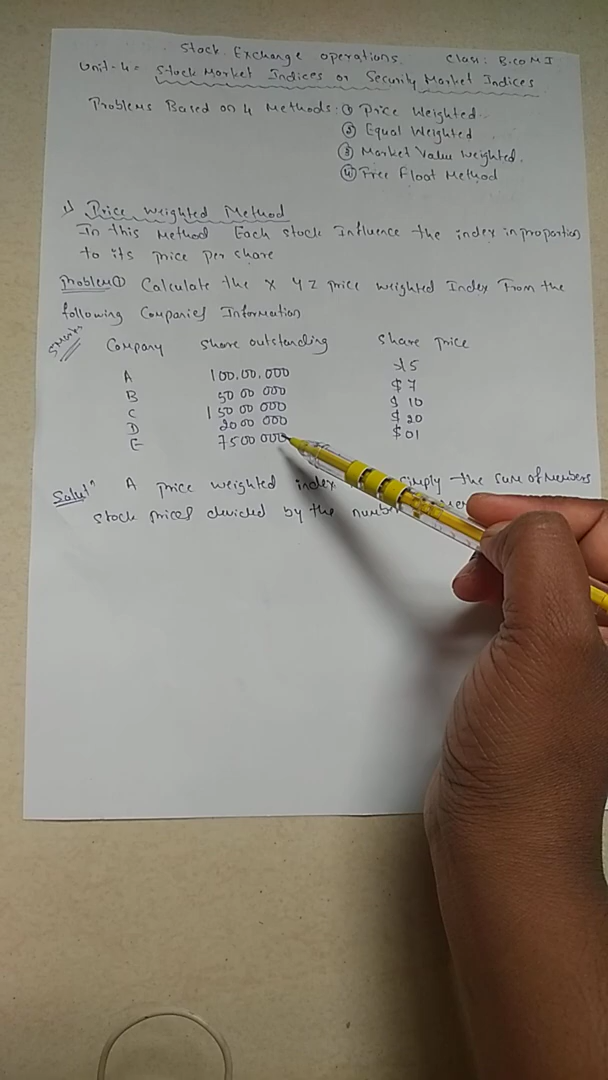 Stock Exchange operations. Class: B.com I
Unit-4= Stock Market Indices or Security Market Indices
Problems Based on 4 Methods: ① Price Weighted
② Equal Weighted
③ Market Value Weighted.
④ Free Float Method
1) Price Weighted Method
In this Method Each stock Influence the index in proportion
to its price per share
Problem① Calculate the X Y Z price weighted Index From the
following Companies Information
5 Marks
Company Share outstanding Share price
A 100,00,000 $5
B 50 00 000 $ 7
C 1 50 00 000 $ 10
D 20 00 000 $ 20
E 7500 000 $ 01
Solutn A price weighted index simply the sum of Members
stock prices devided by the number